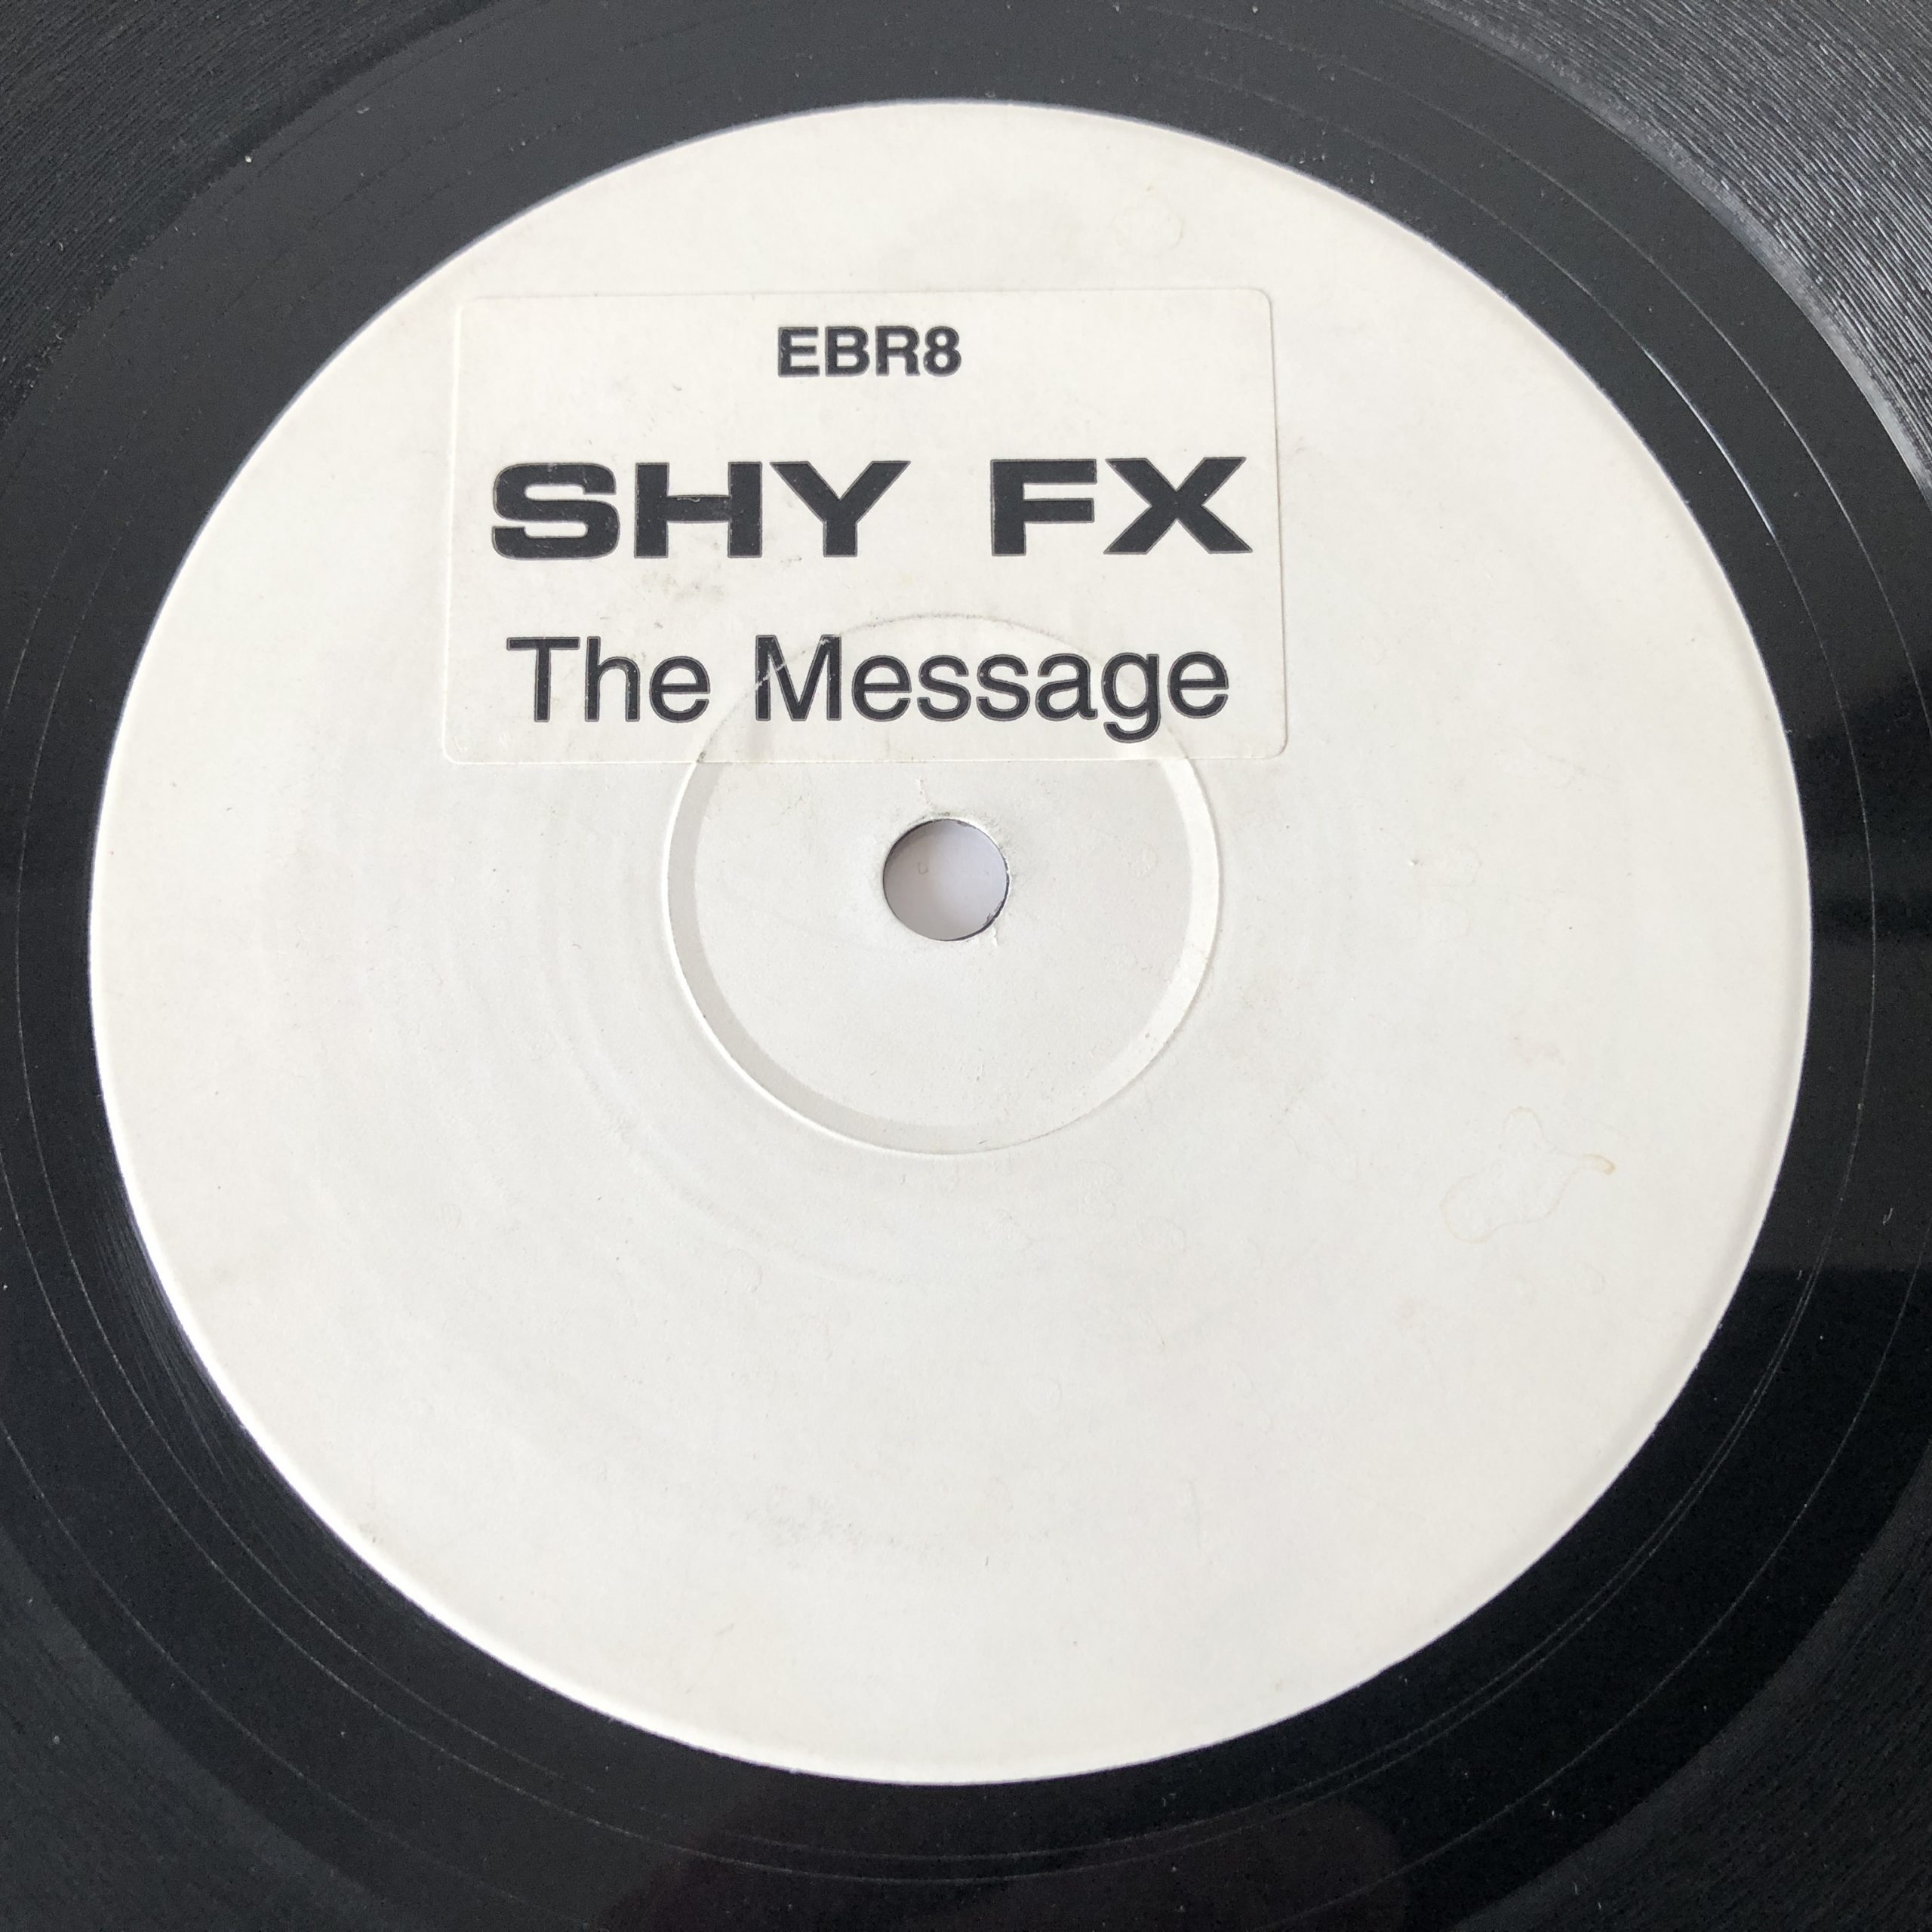 EBR8
SHY FX
The Message